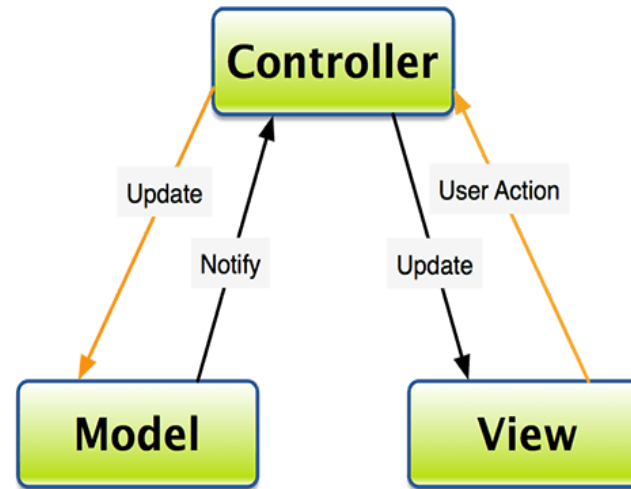 Controller
Update
User Action
Notify
Update
Model
View